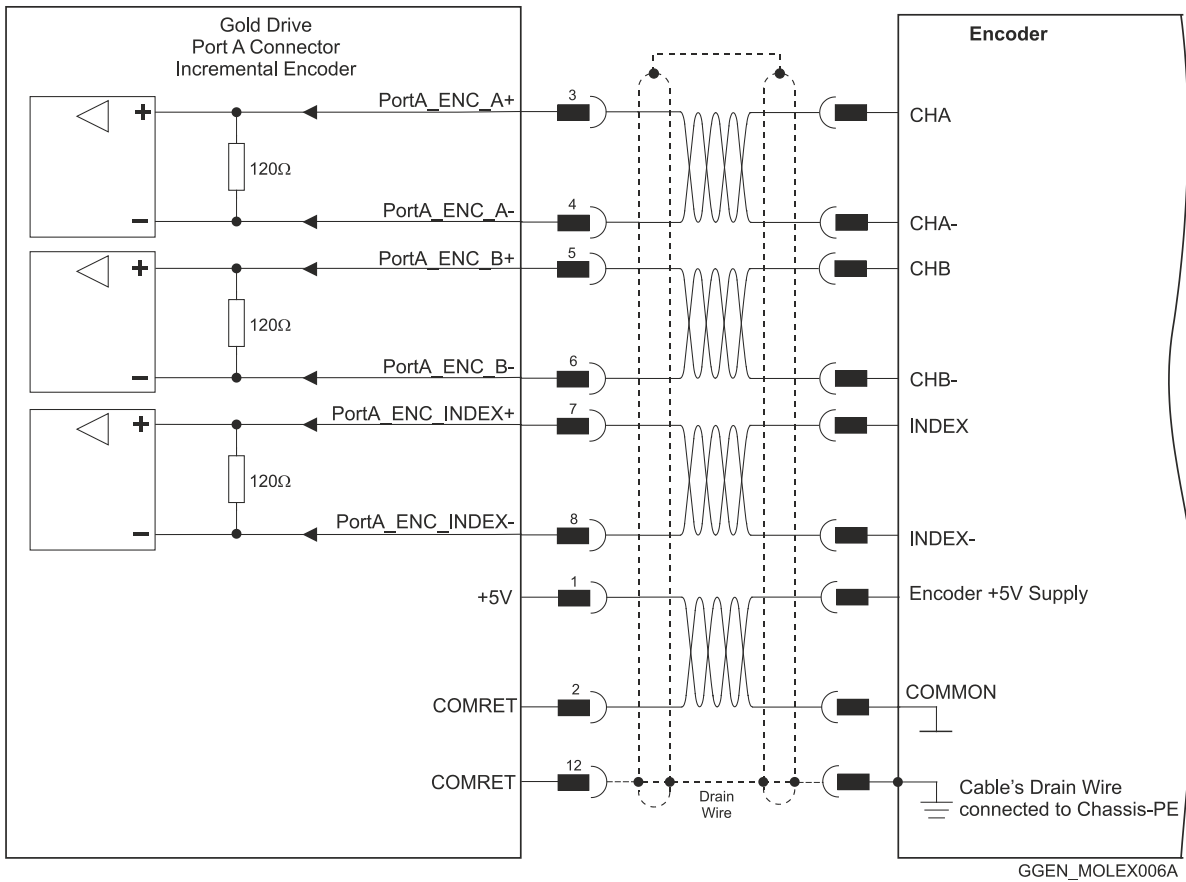 Gold Drive
Port A Connector
Incremental Encoder
Encoder
+
PortA_ENC_A+
3
CHA
120Ω
-
PortA_ENC_A-
4
CHA-
+
PortA_ENC_B+
5
CHB
120Ω
-
PortA_ENC_B-
6
CHB-
+
PortA_ENC_INDEX+
7
INDEX
120Ω
-
PortA_ENC_INDEX-
8
INDEX-
+5V
1
Encoder +5V Supply
COMRET
2
COMMON
COMRET
12
Drain
Wire
Cable's Drain Wire
connected to Chassis-PE
GGEN_MOLEX006A